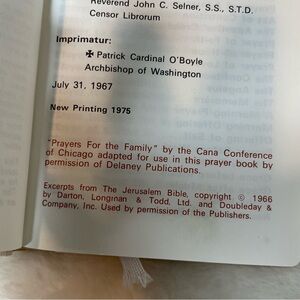 Reverend John C. Selner, S.S., S.T.D.
Censor Librorum
Imprimatur:
✠ Patrick Cardinal O'Boyle
Archbishop of Washington
July 31, 1967
New Printing 1975
"Prayers For the Family" by the Cana Conference
of Chicago adapted for use in this prayer book by
permission of Delaney Publications.
Excerpts from The Jerusalem Bible, copyright © 1966
by Darton, Longman & Todd, Ltd. and Doubleday &
Company, Inc. Used by permission of the Publishers.